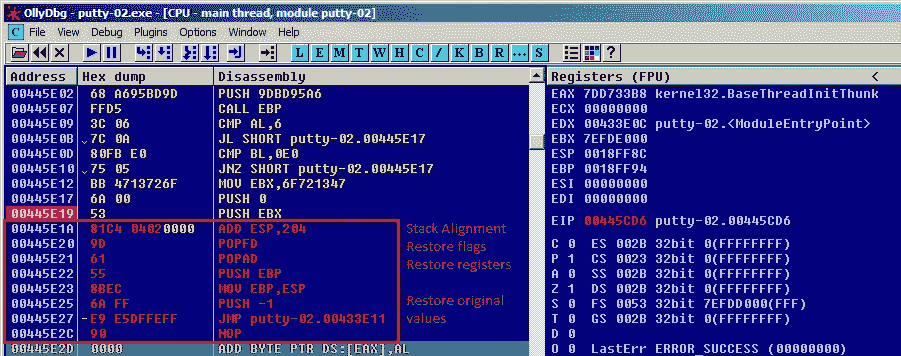 OllyDbg - putty-02.exe - [CPU - main thread, module putty-02]
C File View Debug Plugins Options Window Help
L E M T W H C / K B R ... S ?
Address Hex dump Disassembly
00445E02 68 A695BD9D PUSH 9DBD95A6
00445E07 FFD5 CALL EBP
00445E09 3C 06 CMP AL,6
00445E0B 7C 0A JL SHORT putty-02.00445E17
00445E0D 80FB E0 CMP BL,0E0
00445E10 75 05 JNZ SHORT putty-02.00445E17
00445E12 BB 4713726F MOV EBX,6F721347
00445E17 6A 00 PUSH 0
00445E19 53 PUSH EBX
00445E1A 81C4 04020000 ADD ESP,204 Stack Alignment
00445E20 9D POPFD Restore flags
00445E21 61 POPAD Restore registers
00445E22 55 PUSH EBP
00445E23 8BEC MOV EBP,ESP
00445E25 6A FF PUSH -1 Restore original
00445E27 -E9 E5DFFEFF JMP putty-02.00433E11 values
00445E2C 90 NOP
00445E2D 0000 ADD BYTE PTR DS:[EAX],AL
Registers (FPU) <
EAX 7DD733B8 kernel32.BaseThreadInitThunk
ECX 00000000
EDX 00433E0C putty-02.<ModuleEntryPoint>
EBX 7EFDE000
ESP 0018FF8C
EBP 0018FF94
ESI 00000000
EDI 00000000
EIP 00445CD6 putty-02.00445CD6
C 0 ES 002B 32bit 0(FFFFFFFF)
P 1 CS 0023 32bit 0(FFFFFFFF)
A 0 SS 002B 32bit 0(FFFFFFFF)
Z 1 DS 002B 32bit 0(FFFFFFFF)
S 0 FS 0053 32bit 7EFDD000(FFF)
T 0 GS 002B 32bit 0(FFFFFFFF)
D 0
O 0 LastErr ERROR_SUCCESS (00000000)